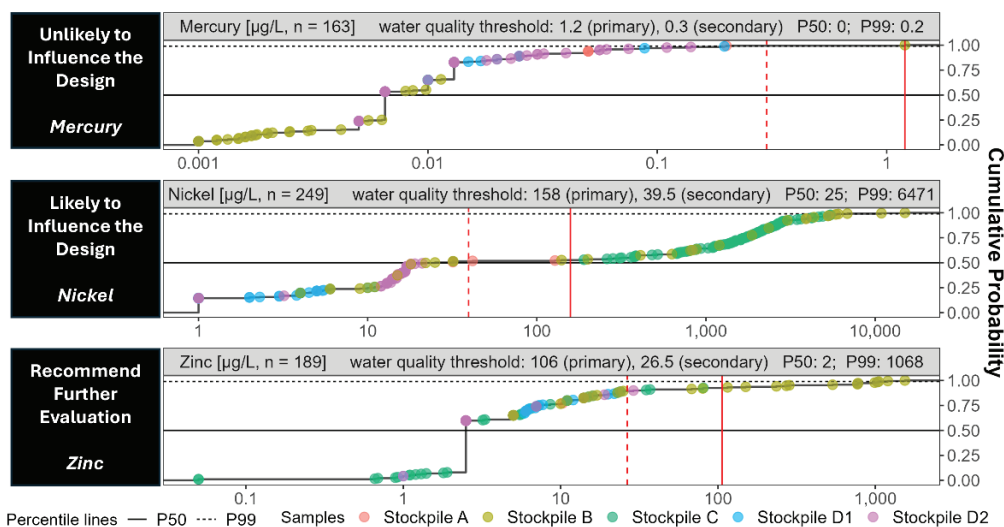 Unlikely to
Influence the
Design
Mercury
Mercury [µg/L, n = 163] water quality threshold: 1.2 (primary), 0.3 (secondary) P50: 0; P99: 0.2
1.00
0.75
0.50
0.25
0.00
0.001 0.01 0.1 1
Likely to
Influence the
Design
Nickel
Nickel [µg/L, n = 249] water quality threshold: 158 (primary), 39.5 (secondary) P50: 25; P99: 6471
1.00
0.75
0.50
0.25
0.00
1 10 100 1,000 10,000
Recommend
Further
Evaluation
Zinc
Zinc [µg/L, n = 189] water quality threshold: 106 (primary), 26.5 (secondary) P50: 2; P99: 1068
1.00
0.75
0.50
0.25
0.00
0.1 1 10 100 1,000
Cumulative Probability
Percentile lines P50 P99 Samples Stockpile A Stockpile B Stockpile C Stockpile D1 Stockpile D2